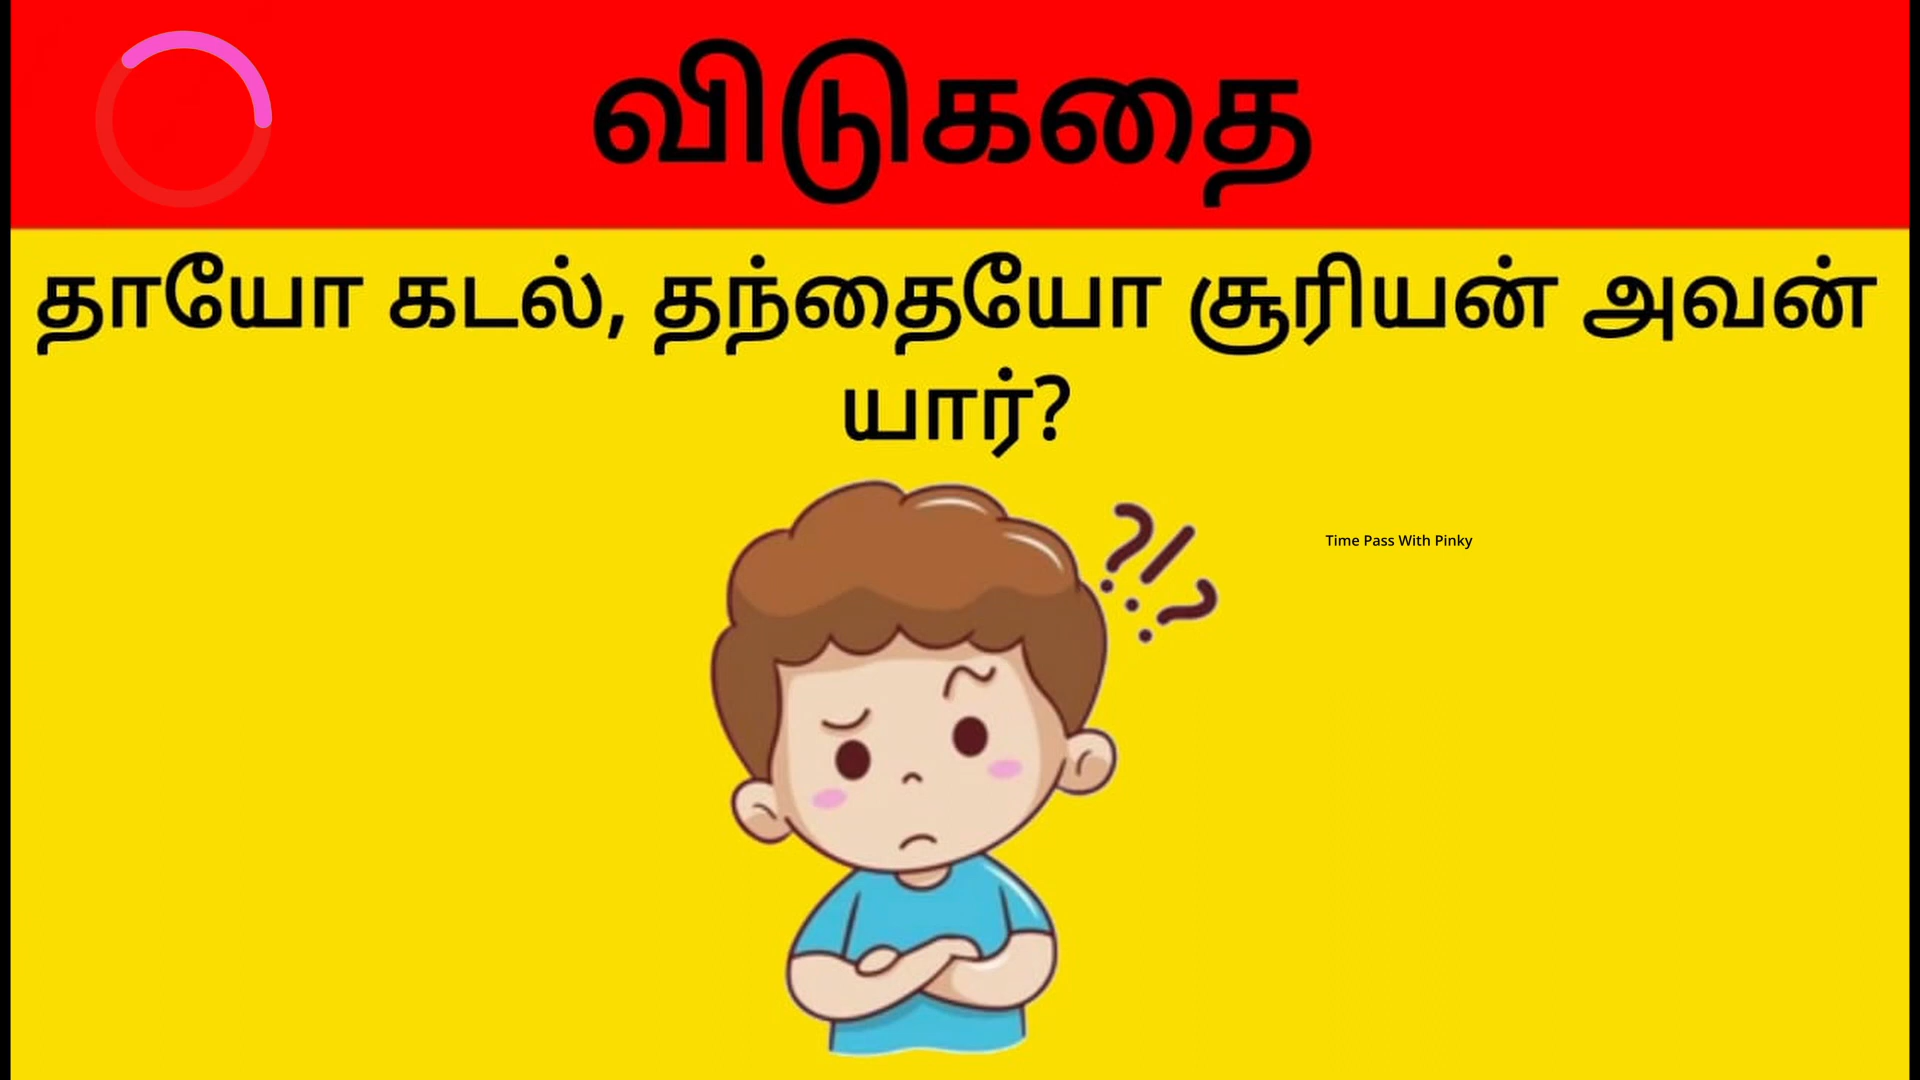 விடுகதை
தாயோ கடல், தந்தையோ சூரியன் அவன்
யார்?
Time Pass With Pinky